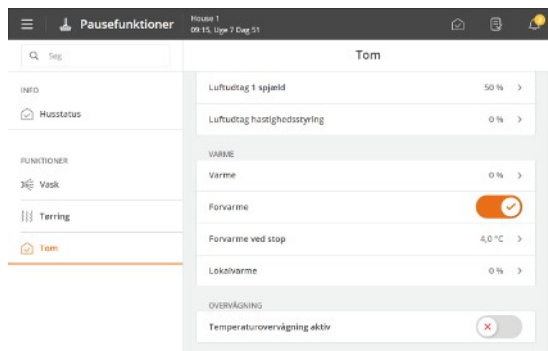 Pausefunktioner
House 1
09:15, Uge 7 Dag 51
Søg
Tom
INFO
Husstatus
FUNKTIONER
Vask
Tørring
Tom
Luftudtag 1 spjæld 50 %
Luftudtag hastighedsstyring 0 %
VARME
Varme 0 %
Forvarme
Forvarme ved stop 4,0 °C
Lokalvarme 0 %
OVERVÅGNING
Temperaturovervågning aktiv